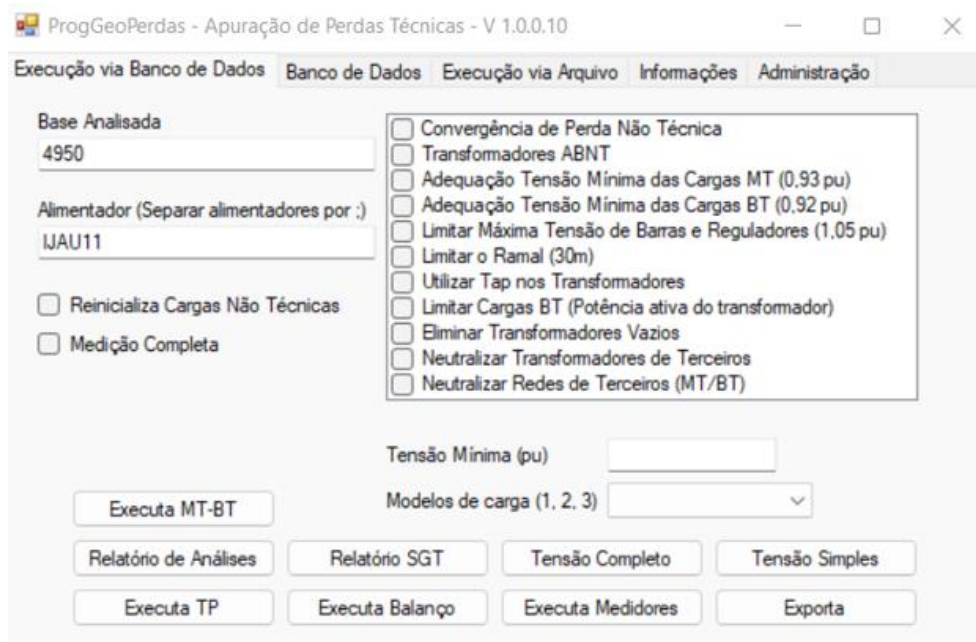 ProgGeoPerdas - Apuração de Perdas Técnicas - V 1.0.0.10
Execução via Banco de Dados Banco de Dados Execução via Arquivo Informações Administração
Base Analisada
4950
Alimentador (Separar alimentadores por ;)
IJAU11
Reinicializa Cargas Não Técnicas
Medição Completa
Convergência de Perda Não Técnica
Transformadores ABNT
Adequação Tensão Mínima das Cargas MT (0,93 pu)
Adequação Tensão Mínima das Cargas BT (0,92 pu)
Limitar Máxima Tensão de Barras e Reguladores (1,05 pu)
Limitar o Ramal (30m)
Utilizar Tap nos Transformadores
Limitar Cargas BT (Potência ativa do transformador)
Eliminar Transformadores Vazios
Neutralizar Transformadores de Terceiros
Neutralizar Redes de Terceiros (MT/BT)
Tensão Mínima (pu)
Modelos de carga (1, 2, 3)
Executa MT-BT
Relatório de Análises Relatório SGT Tensão Completo Tensão Simples
Executa TP Executa Balanço Executa Medidores Exporta